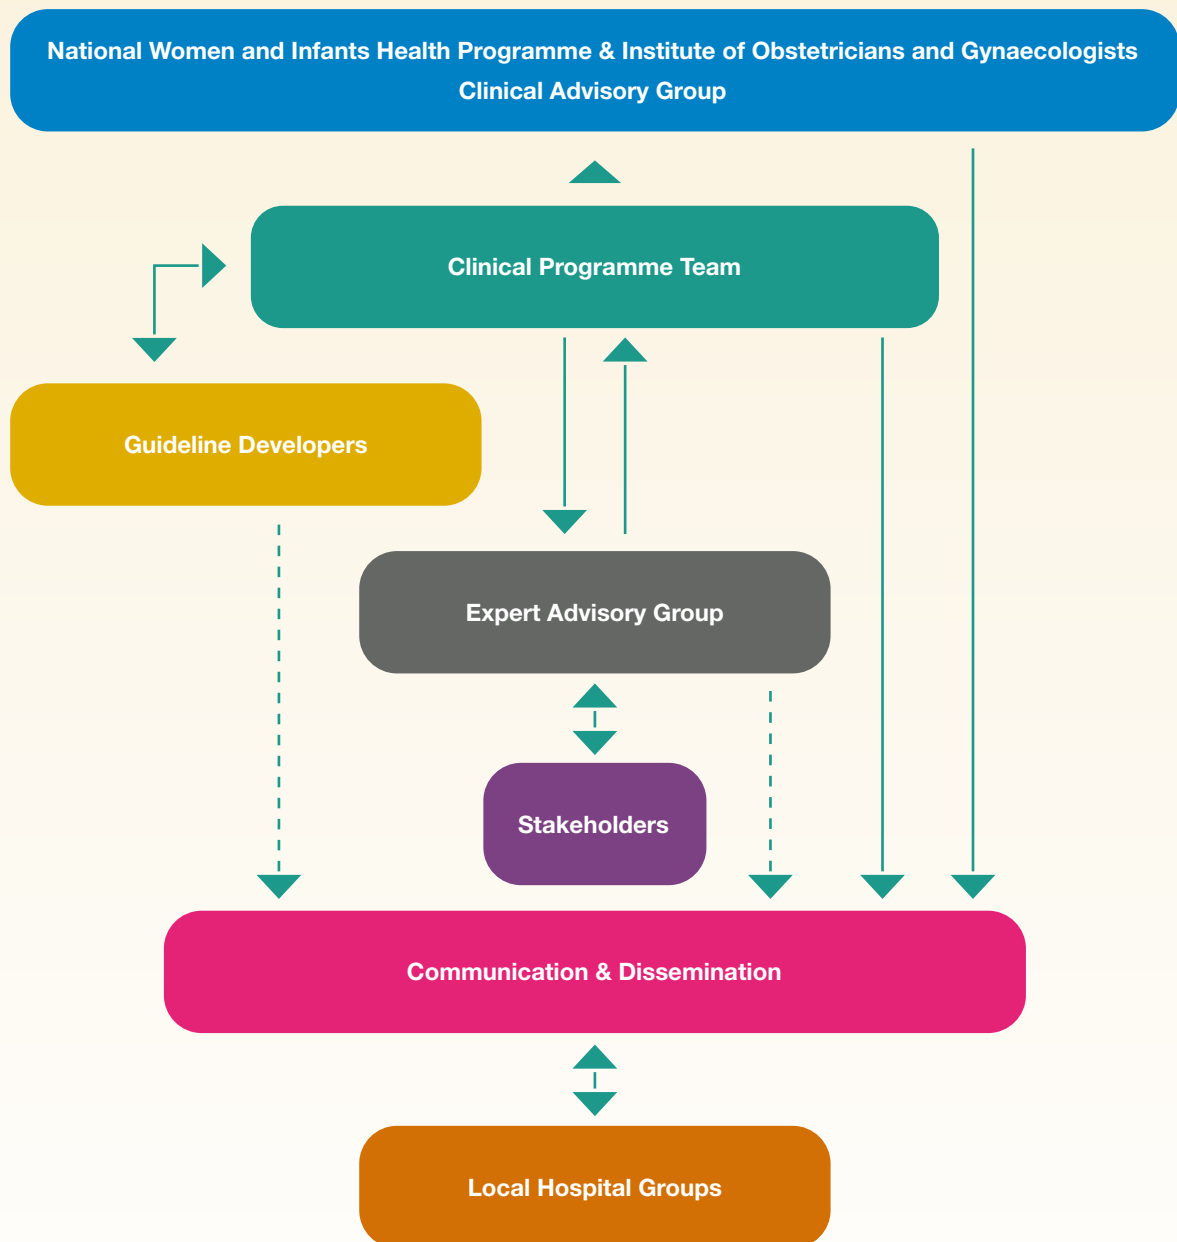 National Women and Infants Health Programme & Institute of Obstetricians and Gynaecologists
Clinical Advisory Group
Clinical Programme Team
Guideline Developers
Expert Advisory Group
Stakeholders
Communication & Dissemination
Local Hospital Groups